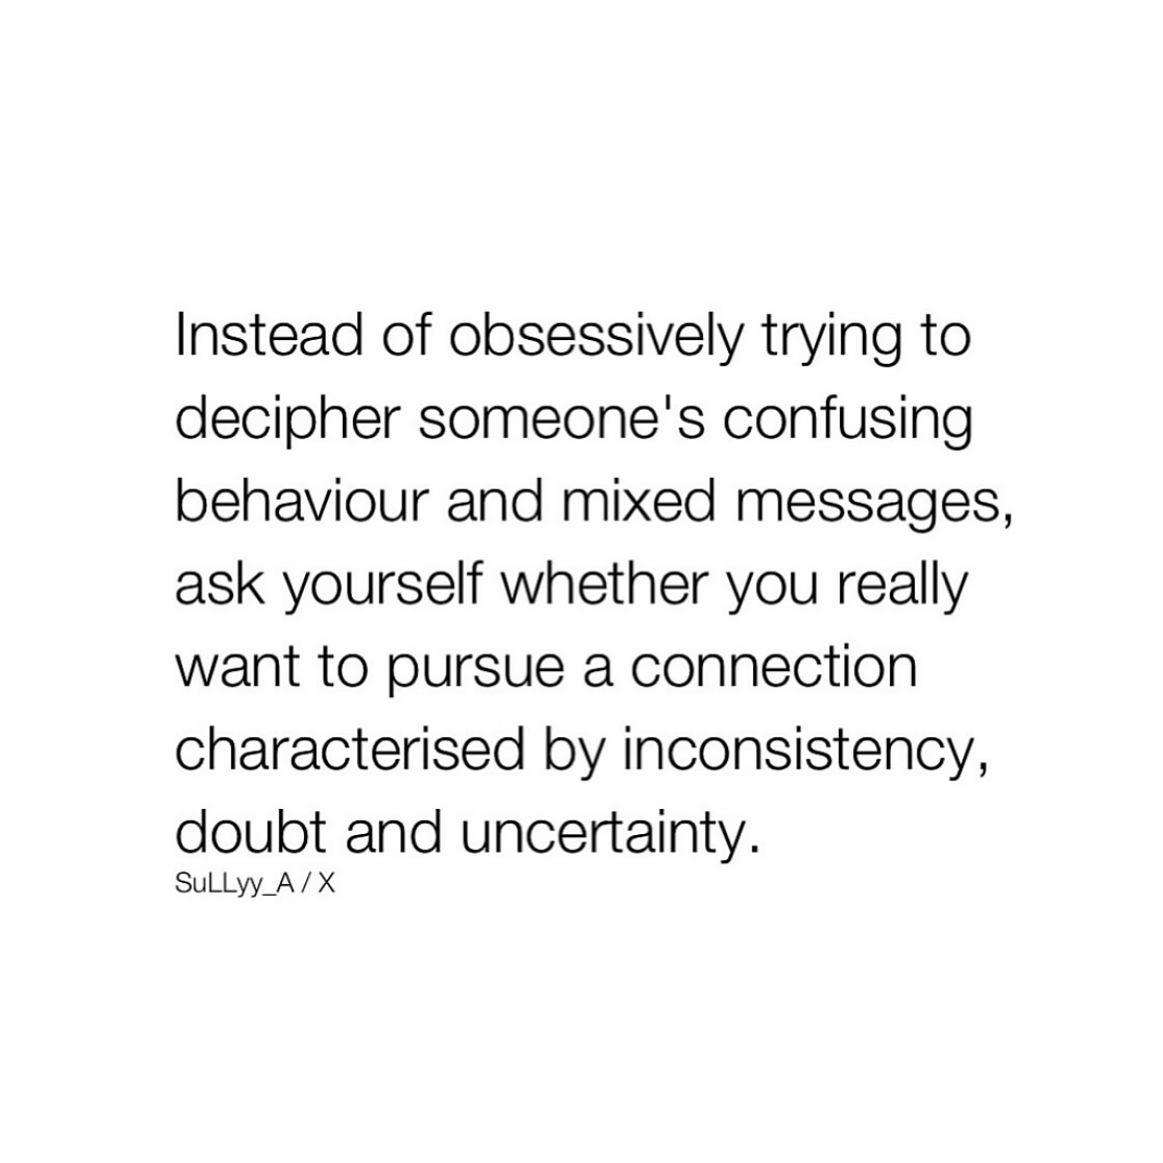 Instead of obsessively trying to
decipher someone's confusing
behaviour and mixed messages,
ask yourself whether you really
want to pursue a connection
characterised by inconsistency,
doubt and uncertainty.
SuLLyy_A / X